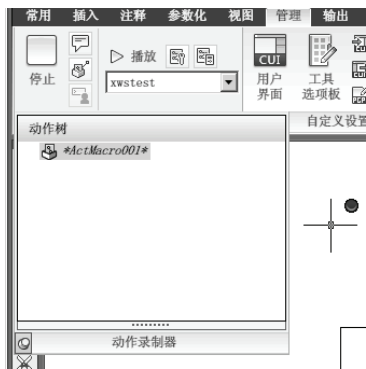 常用 插入 注释 参数化 视图 管理 输出
停止
播放
xwstest
CUI
用户
界面
工具
选项板
自定义设置
动作树
*ActMacro001*
动作录制器